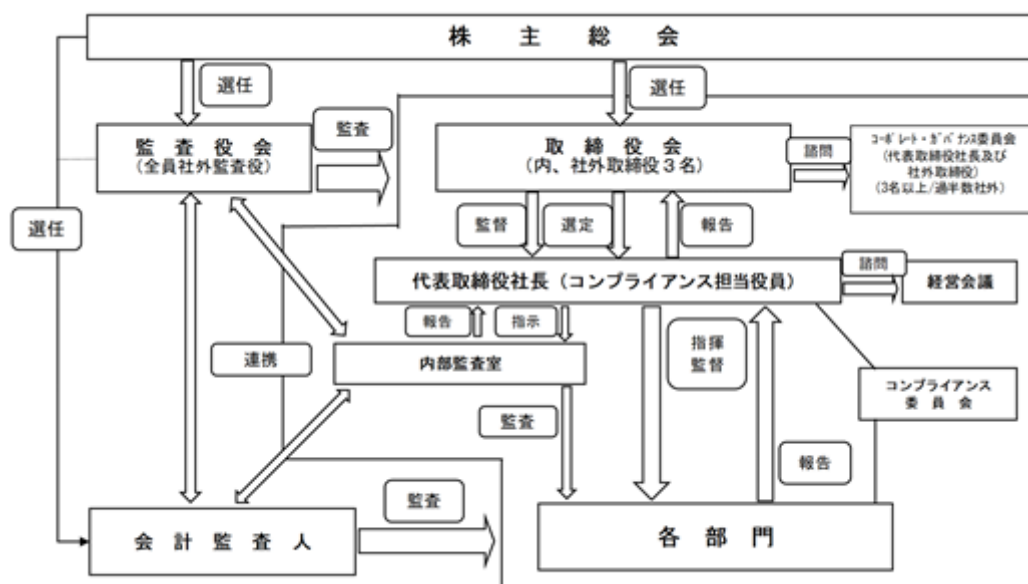 株主総会
選任
選任
監査役会
(全員社外監査役)
監査
取締役会
(内、社外取締役3名)
諮問
コーポレート・ガバナンス委員会
(代表取締役社長及び
社外取締役)
(3名以上/過半数社外)
選任
監督
選定
報告
代表取締役社長(コンプライアンス担当役員)
諮問
経営会議
報告
指示
連携
内部監査室
指揮
監督
コンプライアンス
委員会
監査
報告
監査
会計監査人
各部門